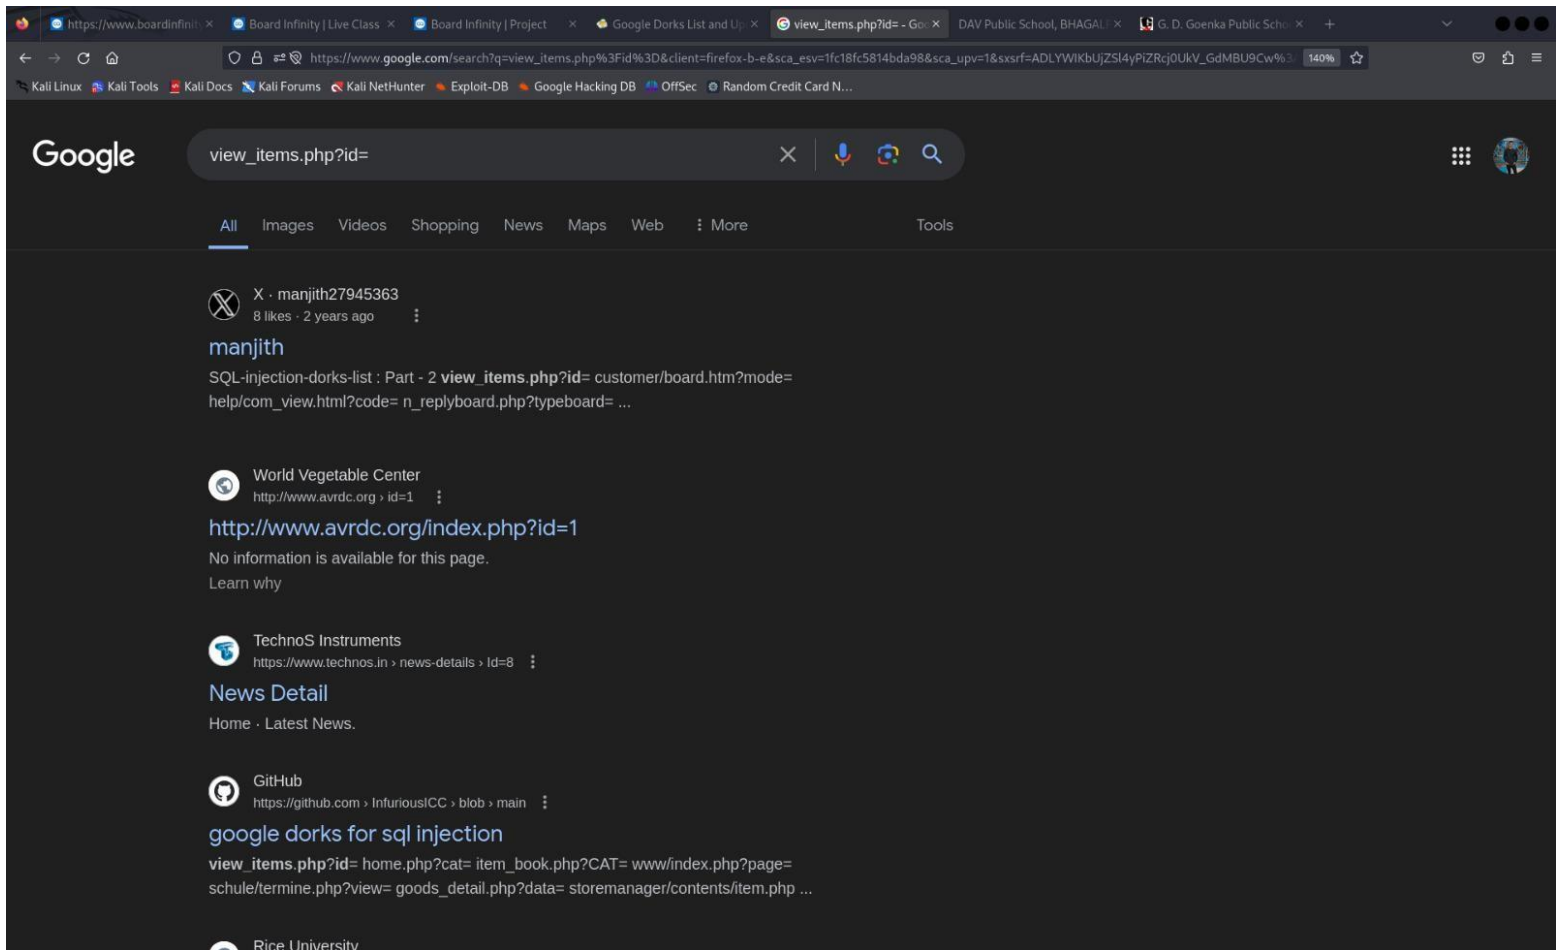 https://www.boardinfinit
Board Infinity | Live Class
Board Infinity | Project
Google Dorks List and Up
view_items.php?id= - Goo
DAV Public School, BHAGAL
G. D. Goenka Public Scho
https://www.google.com/search?q=view_items.php%3Fid%3D&client=firefox-b-e&sca_esv=1fc18fc5814bda98&sca_upv=1&sxsrf=ADLYWIKbUjZSl4yPiZRcj0UkV_GdMBU9Cw%3
140%
Kali Linux Kali Tools Kali Docs Kali Forums Kali NetHunter Exploit-DB Google Hacking DB OffSec Random Credit Card N...
Google
view_items.php?id=
All Images Videos Shopping News Maps Web More Tools
X · manjith27945363
8 likes · 2 years ago
manjith
SQL-injection-dorks-list : Part - 2 view_items.php?id= customer/board.htm?mode=
help/com_view.html?code= n_replyboard.php?typeboard= ...
World Vegetable Center
http://www.avrdc.org › id=1
http://www.avrdc.org/index.php?id=1
No information is available for this page.
Learn why
TechnoS Instruments
https://www.technos.in › news-details › Id=8
News Detail
Home · Latest News.
GitHub
https://github.com › InfuriousICC › blob › main
google dorks for sql injection
view_items.php?id= home.php?cat= item_book.php?CAT= www/index.php?page=
schule/termine.php?view= goods_detail.php?data= storemanager/contents/item.php ...
Rice University